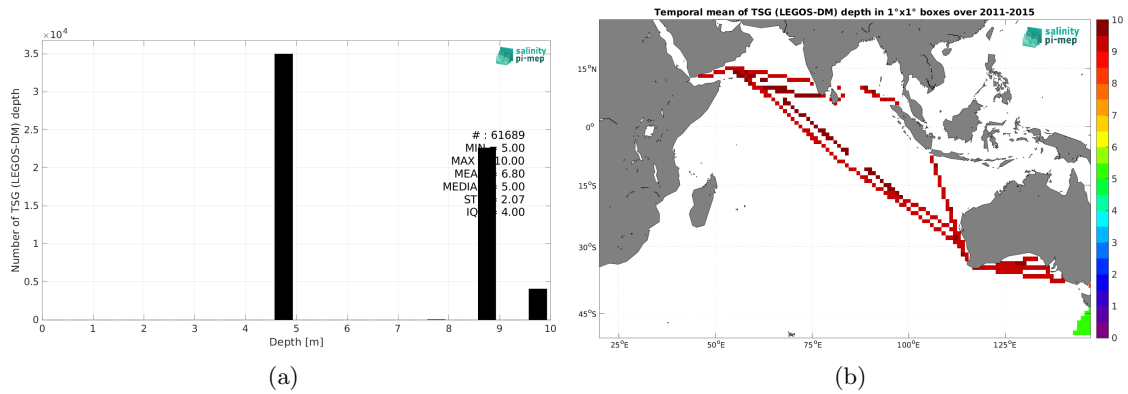 ×10⁴
3.5
3
2.5
2
1.5
1
0.5
0
Number of TSG (LEGOS-DM) depth
salinity
pi-mep
# : 61689
MIN = 5.00
MAX 10.00
MEA 6.80
MEDIA 5.00
ST 2.07
IQ 4.00
0 1 2 3 4 5 6 7 8 9 10
Depth [m]
(a)
Temporal mean of TSG (LEGOS-DM) depth in 1°x1° boxes over 2011-2015
salinity
pi-mep
15°N
0°
15°S
30°S
45°S
25°E 50°E 75°E 100°E 125°E
10
9
8
7
6
5
4
3
2
1
0
(b)